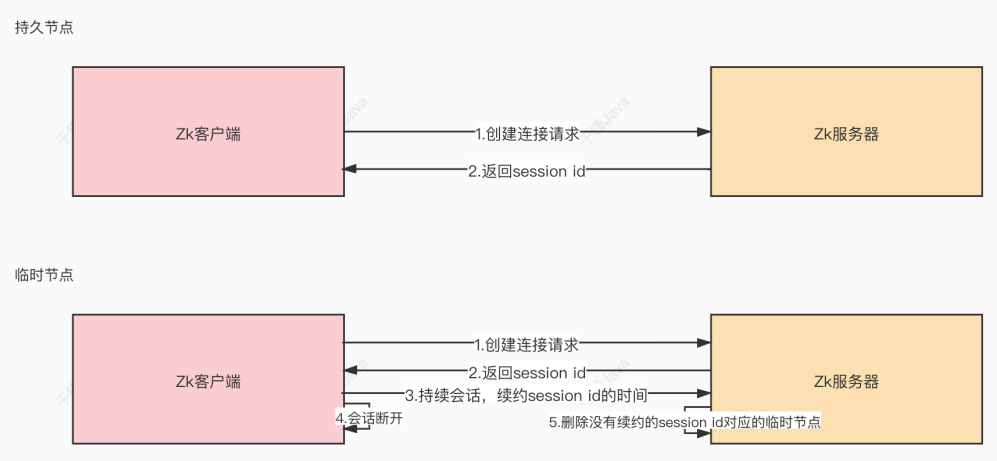 持久节点
Zk客户端
1.创建连接请求
2.返回session id
Zk服务器
临时节点
Zk客户端
1.创建连接请求
2.返回session id
3.持续会话，续约session id的时间
4.会话断开
5.删除没有续约的session id对应的临时节点
Zk服务器